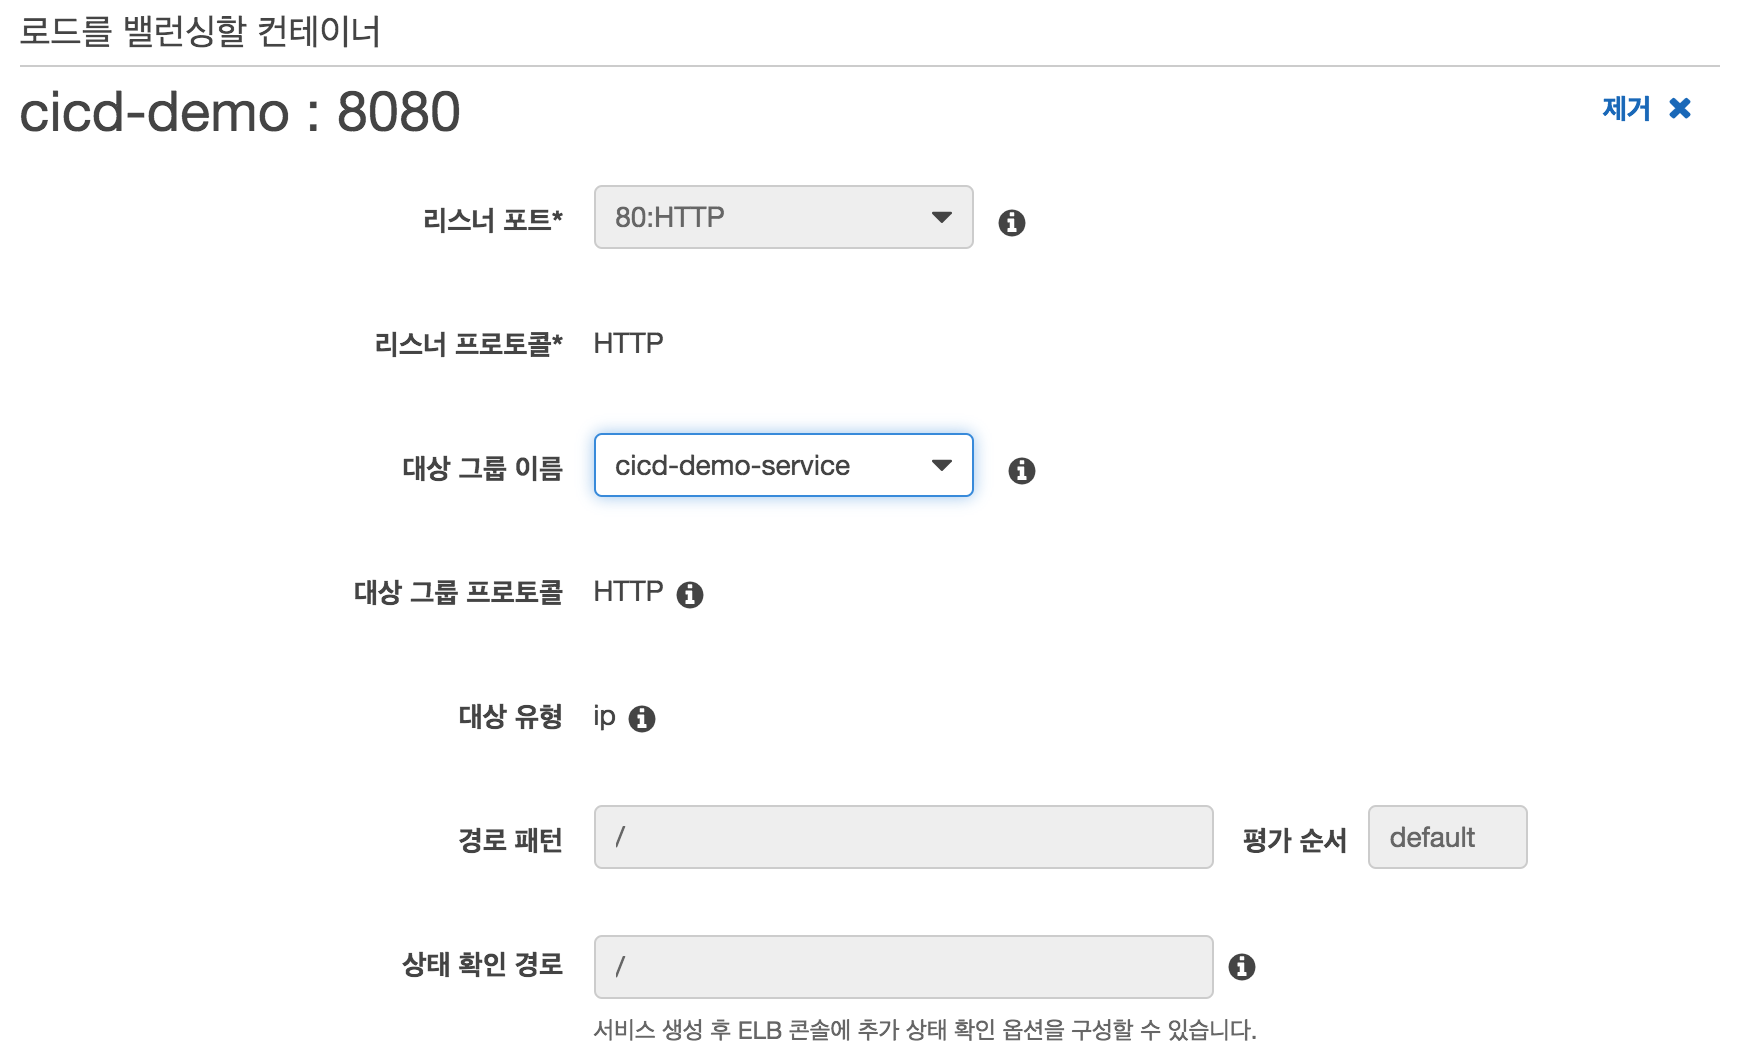 로드를 밸런싱할 컨테이너
cicd-demo : 8080
제거
리스너 포트* 80:HTTP
리스너 프로토콜* HTTP
대상 그룹 이름 cicd-demo-service
대상 그룹 프로토콜 HTTP
대상 유형 ip
경로 패턴 / 평가 순서 default
상태 확인 경로 /
서비스 생성 후 ELB 콘솔에 추가 상태 확인 옵션을 구성할 수 있습니다.